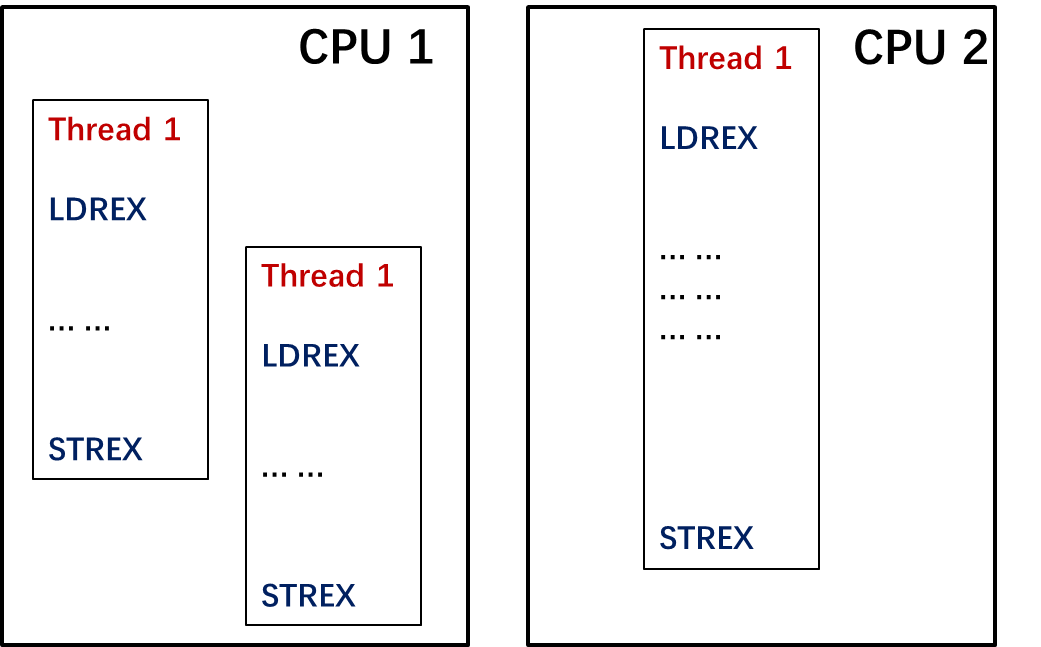 CPU 1
Thread 1
LDREX
... ...
STREX
Thread 1
LDREX
... ...
STREX
CPU 2
Thread 1
LDREX
... ...
... ...
... ...
STREX